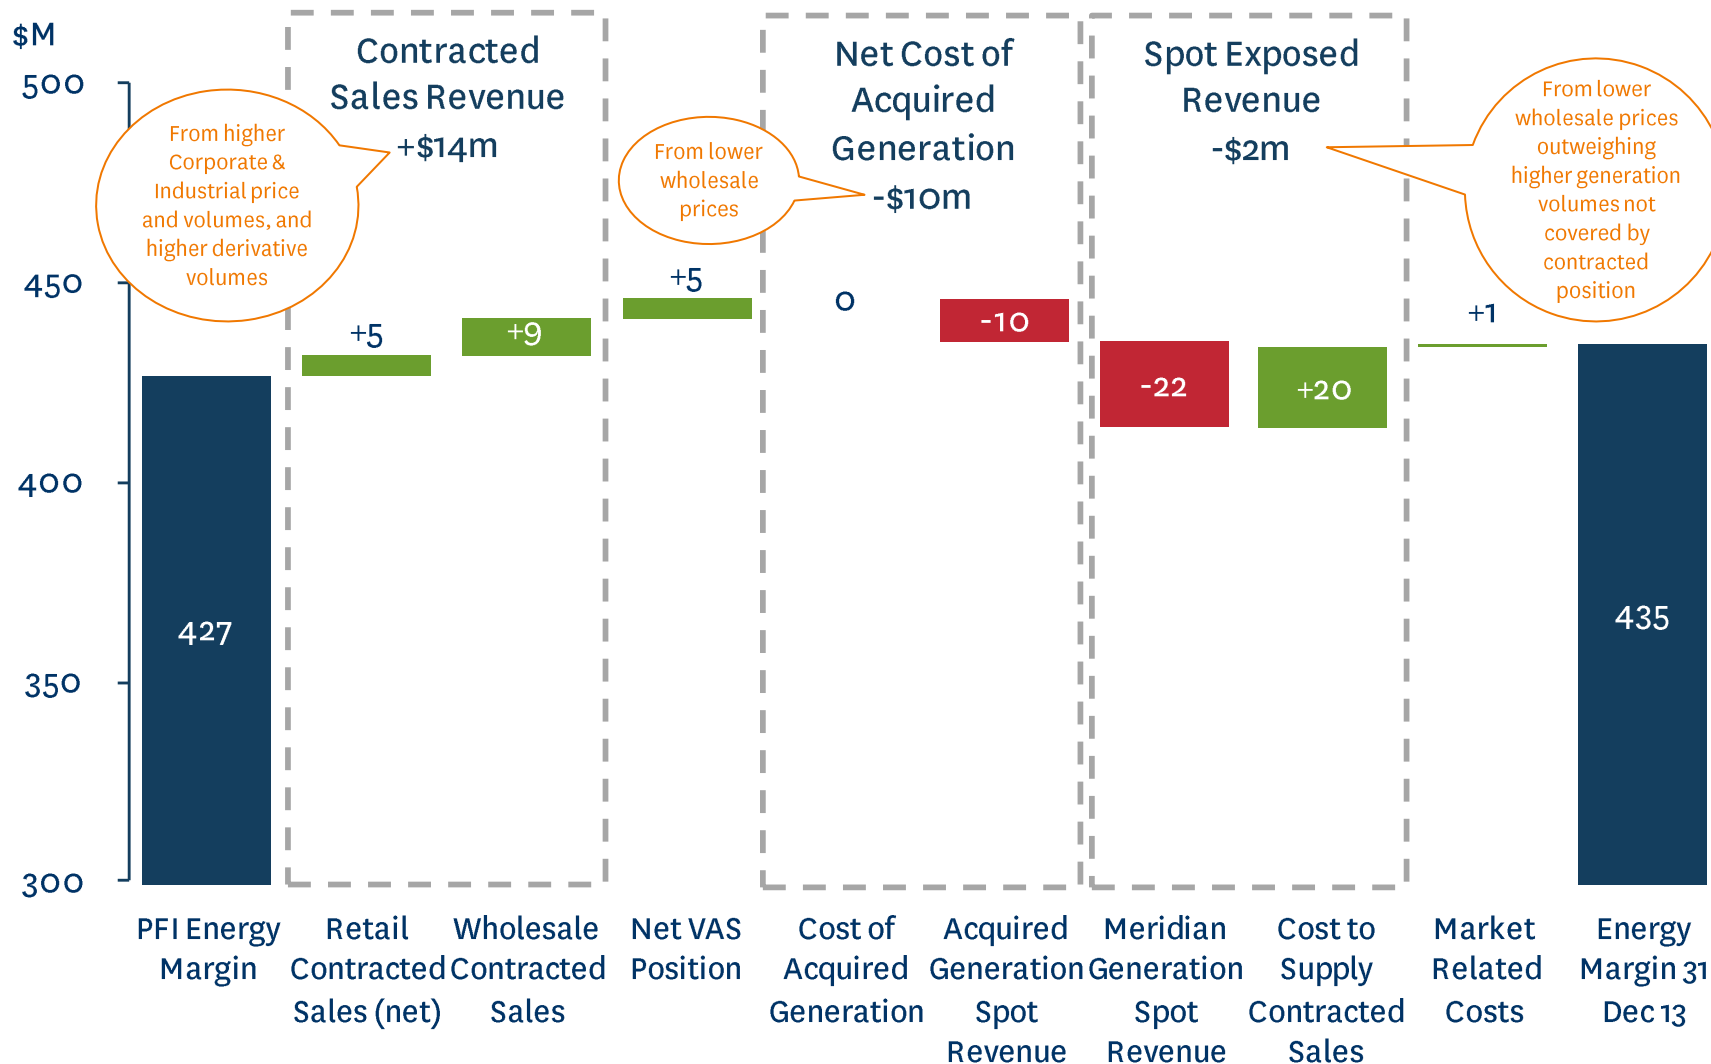 $M
500
450
400
350
300
Contracted
Sales Revenue
+$14m
From higher
Corporate &
Industrial price
and volumes, and
higher derivative
volumes
From lower
wholesale
prices
Net Cost of
Acquired
Generation
-$10m
Spot Exposed
Revenue
-$2m
From lower
wholesale prices
outweighing
higher generation
volumes not
covered by
contracted
position
427
+5
+9
+5
0
-10
-22
+20
+1
435
PFI Energy
Margin
Retail
Contracted
Sales (net)
Wholesale
Contracted
Sales
Net VAS
Position
Cost of
Acquired
Generation
Acquired
Generation
Spot
Revenue
Meridian
Generation
Spot
Revenue
Cost to
Supply
Contracted
Sales
Market
Related
Costs
Energy
Margin 31
Dec 13